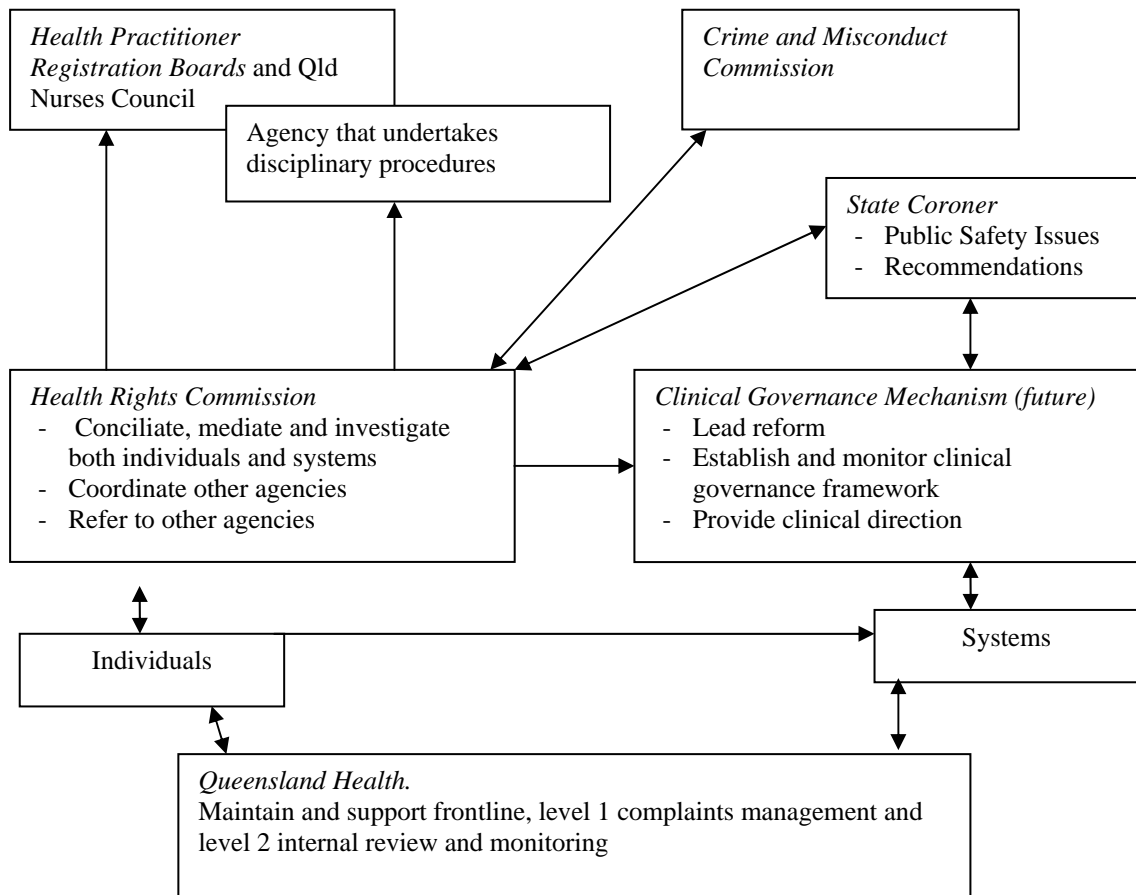 Health Practitioner
Registration Boards and Qld
Nurses Council
Agency that undertakes
disciplinary procedures
Crime and Misconduct
Commission
State Coroner
- Public Safety Issues
- Recommendations
Health Rights Commission
- Conciliate, mediate and investigate
both individuals and systems
- Coordinate other agencies
- Refer to other agencies
Clinical Governance Mechanism (future)
- Lead reform
- Establish and monitor clinical
governance framework
- Provide clinical direction
Individuals
Systems
Queensland Health.
Maintain and support frontline, level 1 complaints management and
level 2 internal review and monitoring